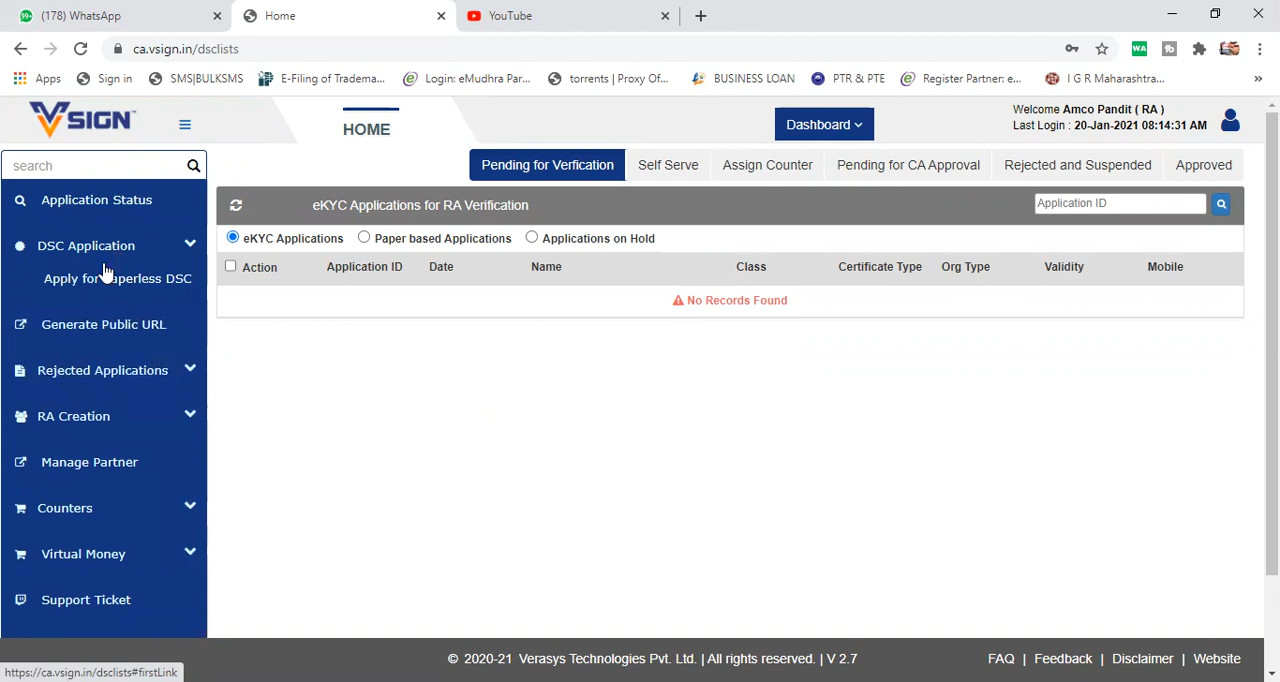 (178) WhatsApp
Home
YouTube
ca.vsign.in/dsclists
Apps
Sign in
SMS|BULKSMS
E-Filing of Tradema...
Login: eMudhra Par...
torrents | Proxy Of...
BUSINESS LOAN
PTR & PTE
Register Partner: e...
I G R Maharashtra...
»
VSIGN
HOME
Dashboard
Welcome Amco Pandit ( RA )
Last Login : 20-Jan-2021 08:14:31 AM
search
Pending for Verfication
Self Serve
Assign Counter
Pending for CA Approval
Rejected and Suspended
Approved
Application Status
eKYC Applications for RA Verification
Application ID
DSC Application
eKYC Applications
Paper based Applications
Applications on Hold
Apply for aperless DSC
Action
Application ID
Date
Name
Class
Certificate Type
Org Type
Validity
Mobile
No Records Found
Generate Public URL
Rejected Applications
RA Creation
Manage Partner
Counters
Virtual Money
Support Ticket
© 2020-21 Verasys Technologies Pvt. Ltd. | All rights reserved. | V 2.7
FAQ | Feedback | Disclaimer | Website
https://ca.vsign.in/dsclists#firstLink